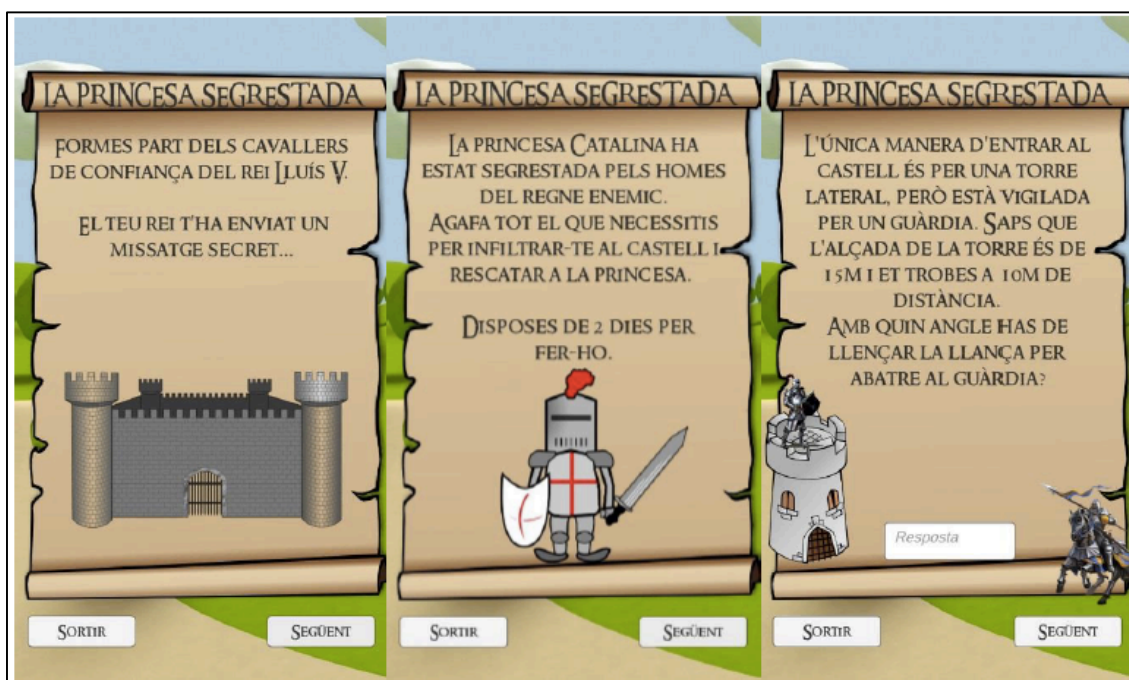 LA PRINCESA SEGRESTADA
FORMES PART DELS CAVALLERS
DE CONFIANÇA DEL REI LLUÍS V.
EL TEU REI T'HA ENVIAT UN
MISSATGE SECRET...
SORTIR
SEGÜENT
LA PRINCESA SEGRESTADA
LA PRINCESA CATALINA HA
ESTAT SEGRESTADA PELS HOMES
DEL REGNE ENEMIC.
AGAFA TOT EL QUE NECESSITIS
PER INFILTRAR-TE AL CASTELL I
RESCATAR A LA PRINCESA.
DISPOSES DE 2 DIES PER
FER-HO.
SORTIR
SEGÜENT
LA PRINCESA SEGRESTADA
L'ÚNICA MANERA D'ENTRAR AL
CASTELL ÉS PER UNA TORRE
LATERAL, PERÒ ESTÀ VIGILADA
PER UN GUÀRDIA. SAPS QUE
L'ALÇADA DE LA TORRE ÉS DE
15M I ET TROBES A 10M DE
DISTÀNCIA.
AMB QUIN ANGLE HAS DE
LLENÇAR LA LLANÇA PER
ABATRE AL GUÀRDIA?
Resposta
SORTIR
SEGÜENT